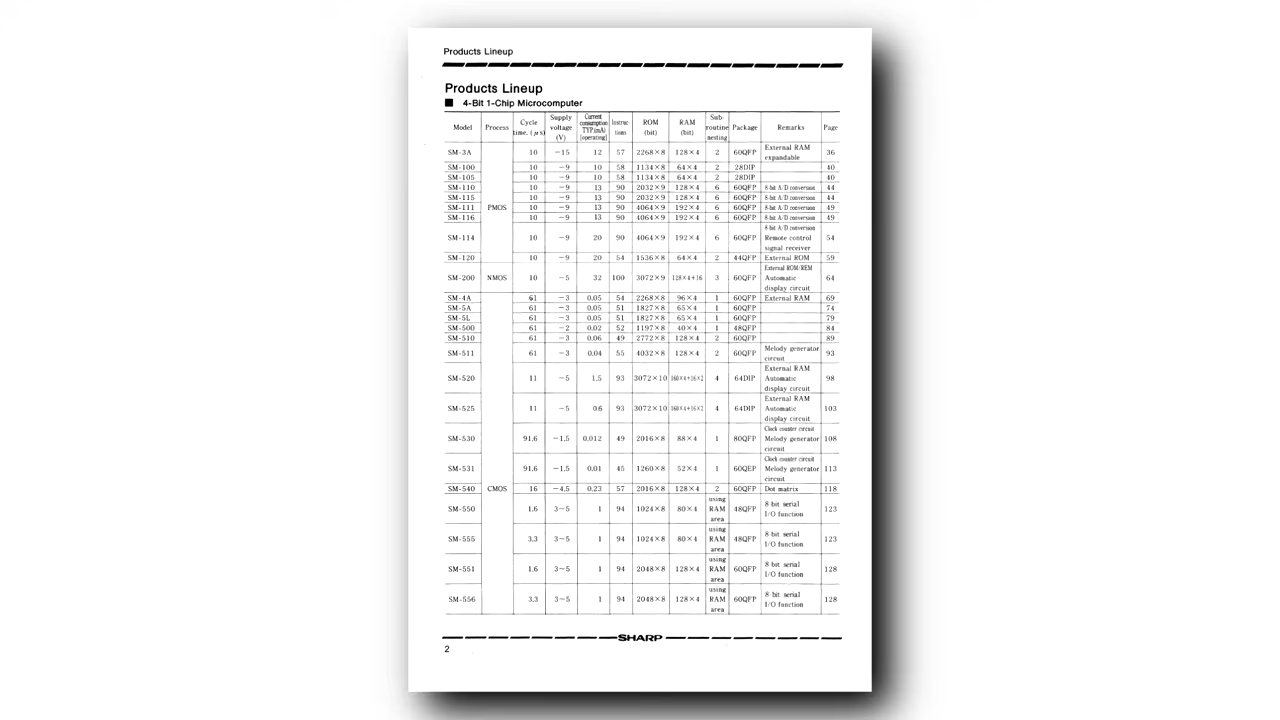 Products Lineup
Products Lineup
■ 4-Bit 1-Chip Microcomputer
Model Process Cycle time. (μs) Supply voltage (V) Current consumption TYP.(mA) [operating] Instruc- tions ROM (bit) RAM (bit) Sub- routine nesting Package Remarks Page
SM-3A 10 −15 12 57 2268×8 128×4 2 60QFP External RAM expandable 36
SM-100 10 −9 10 58 1134×8 64×4 2 28DIP 40
SM-105 10 −9 10 58 1134×8 64×4 2 28DIP 40
SM-110 10 −9 13 90 2032×9 128×4 6 60QFP 8-bit A/D conversion 44
SM-115 10 −9 13 90 2032×9 128×4 6 60QFP 8-bit A/D conversion 44
SM-111 PMOS 10 −9 13 90 4064×9 192×4 6 60QFP 8-bit A/D conversion 49
SM-116 10 −9 13 90 4064×9 192×4 6 60QFP 8-bit A/D conversion 49
SM-114 10 −9 20 90 4064×9 192×4 6 60QFP 8-bit A/D conversion Remote control signal receiver 54
SM-120 10 −9 20 54 1536×8 64×4 2 44QFP External ROM 59
SM-200 NMOS 10 −5 32 100 3072×9 128×4+16 3 60QFP External ROM/REM Automatic display circuit 64
SM-4A 61 −3 0.05 54 2268×8 96×4 1 60QFP External RAM 69
SM-5A 61 −3 0.05 51 1827×8 65×4 1 60QFP 74
SM-5L 61 −3 0.05 51 1827×8 65×4 1 60QFP 79
SM-500 61 −2 0.02 52 1197×8 40×4 1 48QFP 84
SM-510 61 −3 0.06 49 2772×8 128×4 2 60QFP 89
SM-511 61 −3 0.04 55 4032×8 128×4 2 60QFP Melody generator circuit 93
SM-520 11 −5 1.5 93 3072×10 160×4+16×2 4 64DIP External RAM Automatic display circuit 98
SM-525 11 −5 0.6 93 3072×10 160×4+16×2 4 64DIP External RAM Automatic display circuit 103
SM-530 91.6 −1.5 0.012 49 2016×8 88×4 1 80QFP Clock counter circuit Melody generator circuit 108
SM-531 91.6 −1.5 0.01 45 1260×8 52×4 1 60QEP Clock counter circuit Melody generator circuit 113
SM-540 CMOS 16 −4.5 0.23 57 2016×8 128×4 2 60QFP Dot matrix 118
SM-550 1.6 3~5 1 94 1024×8 80×4 using RAM area 48QFP 8-bit serial I/O function 123
SM-555 3.3 3~5 1 94 1024×8 80×4 using RAM area 48QFP 8-bit serial I/O function 123
SM-551 1.6 3~5 1 94 2048×8 128×4 using RAM area 60QFP 8-bit serial I/O function 128
SM-556 3.3 3~5 1 94 2048×8 128×4 using RAM area 60QFP 8-bit serial I/O function 128
SHARP
2